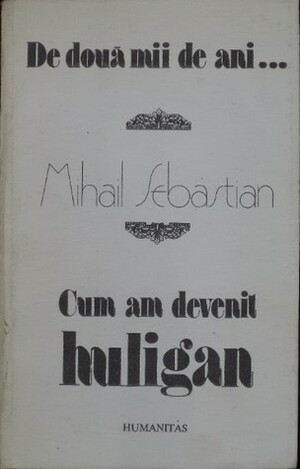 De două mii de ani...
Mihail Sebastian
Cum am devenit
huligan
HUMANITAS